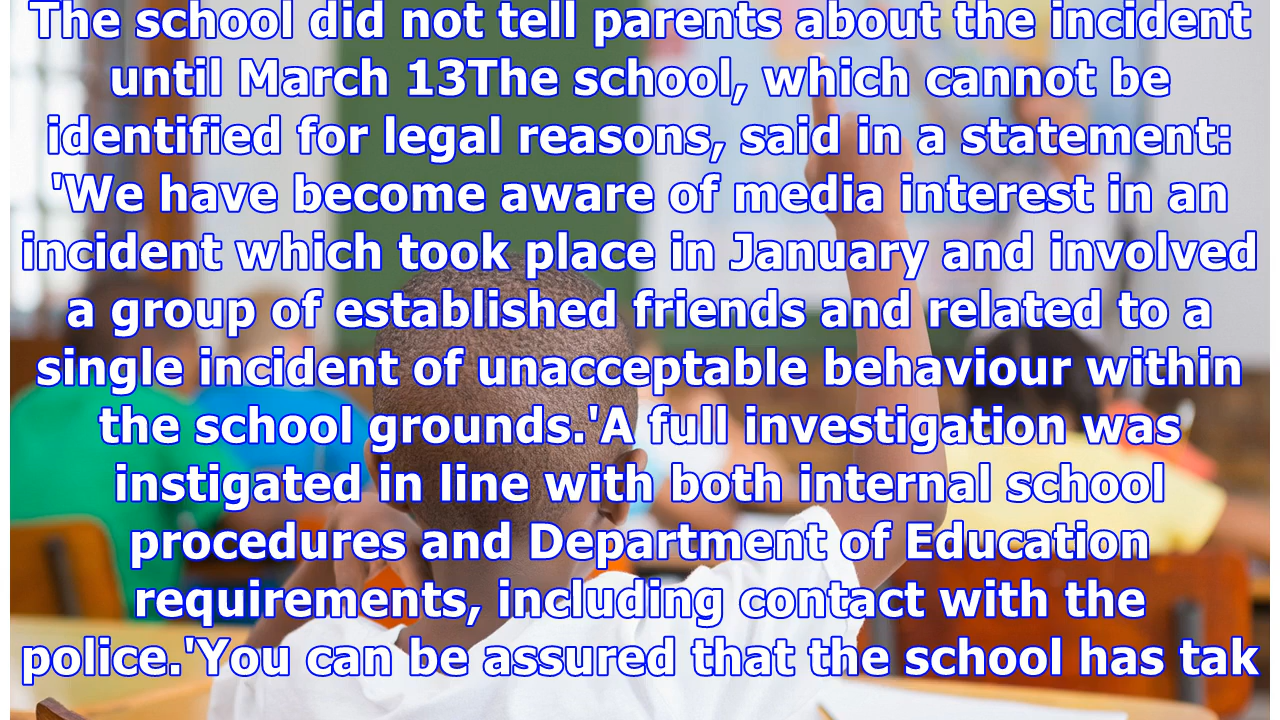 The school did not tell parents about the incident
until March 13The school, which cannot be
identified for legal reasons, said in a statement:
'We have become aware of media interest in an
incident which took place in January and involved
a group of established friends and related to a
single incident of unacceptable behaviour within
the school grounds.'A full investigation was
instigated in line with both internal school
procedures and Department of Education
requirements, including contact with the
police.'You can be assured that the school has tak